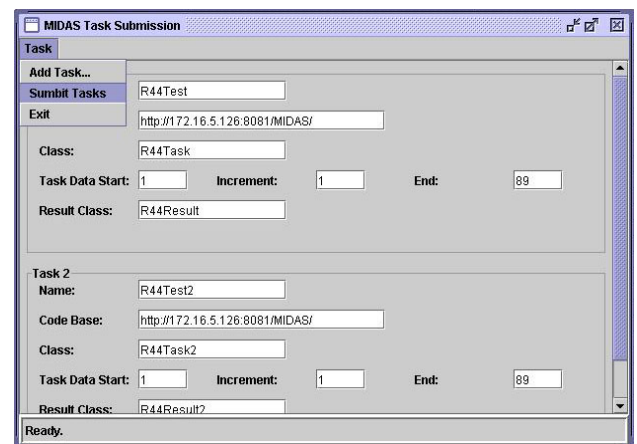 MIDAS Task Submission
Task
Add Task...
Sumbit Tasks R44Test
Exit http://172.16.5.126:8081/MIDAS/
Class: R44Task
Task Data Start: 1 Increment: 1 End: 89
Result Class: R44Result
Task 2
Name: R44Test2
Code Base: http://172.16.5.126:8081/MIDAS/
Class: R44Task2
Task Data Start: 1 Increment: 1 End: 89
Result Class: R44Result2
Ready.